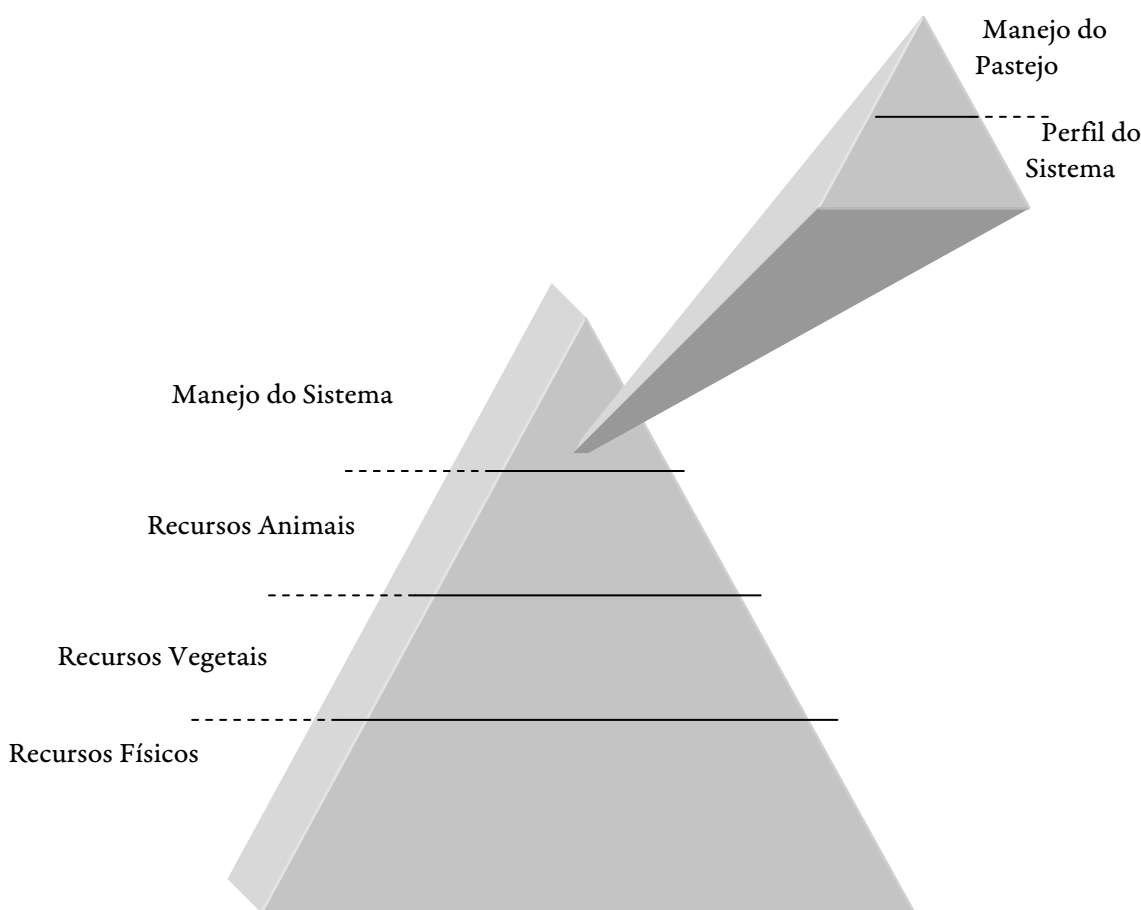 Manejo do
Pastejo
Perfil do
Sistema
Manejo do Sistema
Recursos Animais
Recursos Vegetais
Recursos Físicos